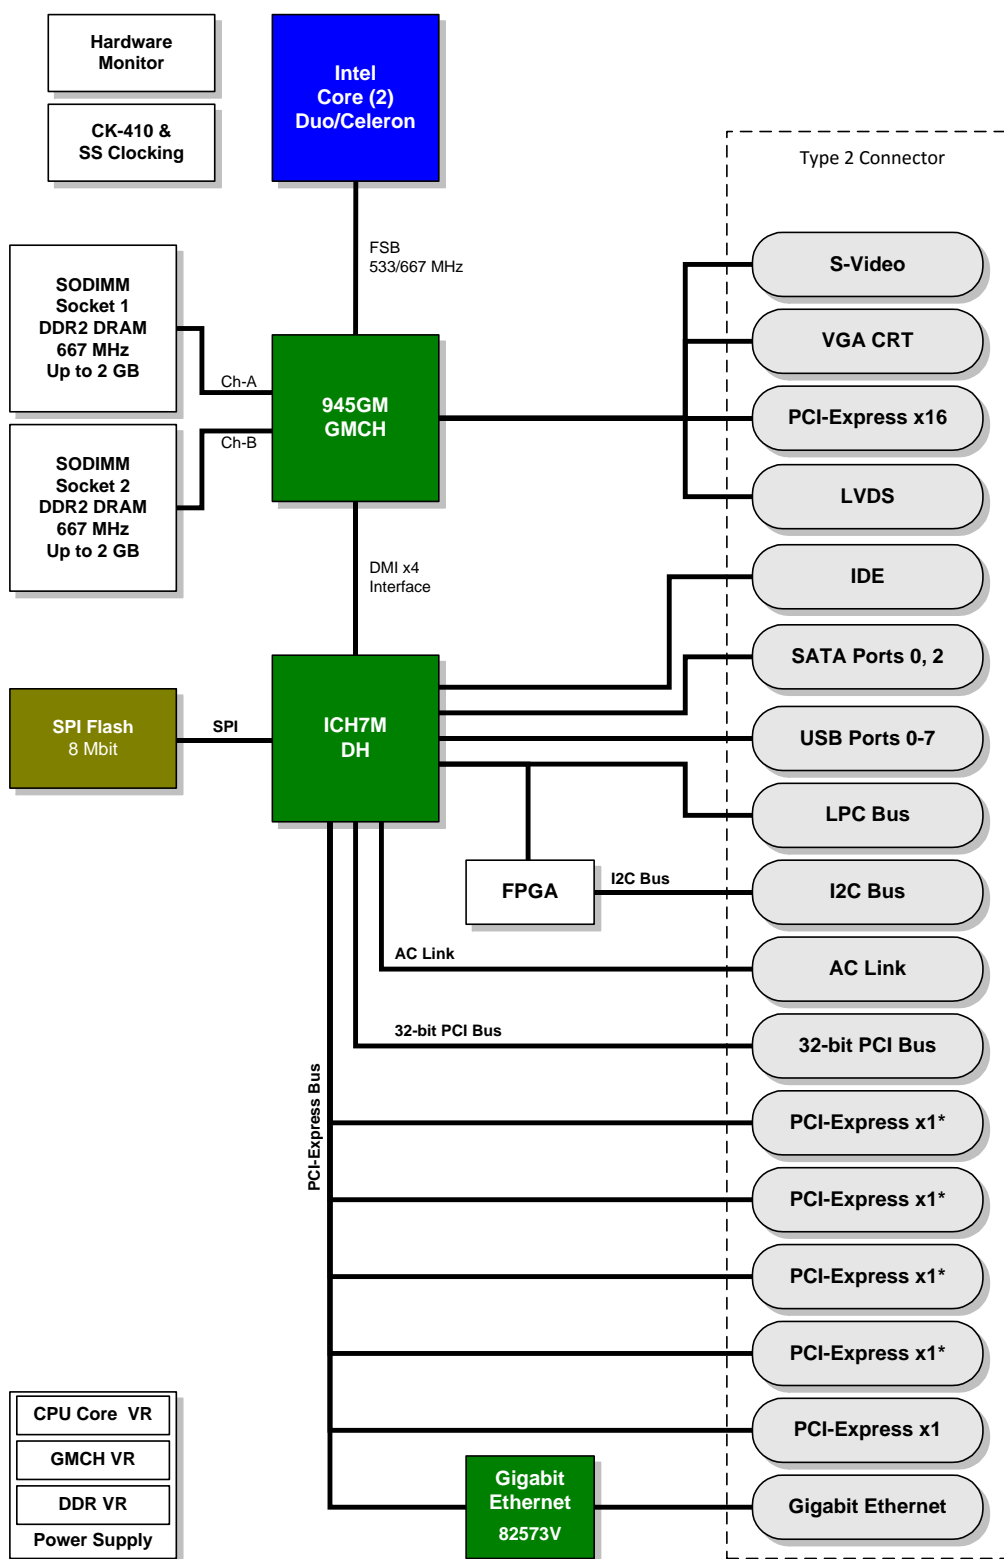 Hardware
Monitor
CK-410 &
SS Clocking
Intel
Core (2)
Duo/Celeron
Type 2 Connector
FSB
533/667 MHz
SODIMM
Socket 1
DDR2 DRAM
667 MHz
Up to 2 GB
Ch-A
Ch-B
SODIMM
Socket 2
DDR2 DRAM
667 MHz
Up to 2 GB
945GM
GMCH
S-Video
VGA CRT
PCI-Express x16
LVDS
DMI x4
Interface
IDE
SATA Ports 0, 2
USB Ports 0-7
LPC Bus
SPI Flash
8 Mbit
SPI
ICH7M
DH
FPGA
I2C Bus
I2C Bus
AC Link
AC Link
32-bit PCI Bus
32-bit PCI Bus
PCI-Express Bus
PCI-Express x1*
PCI-Express x1*
PCI-Express x1*
PCI-Express x1*
PCI-Express x1
CPU Core  VR
GMCH VR
DDR VR
Power Supply
Gigabit
Ethernet
82573V
Gigabit Ethernet